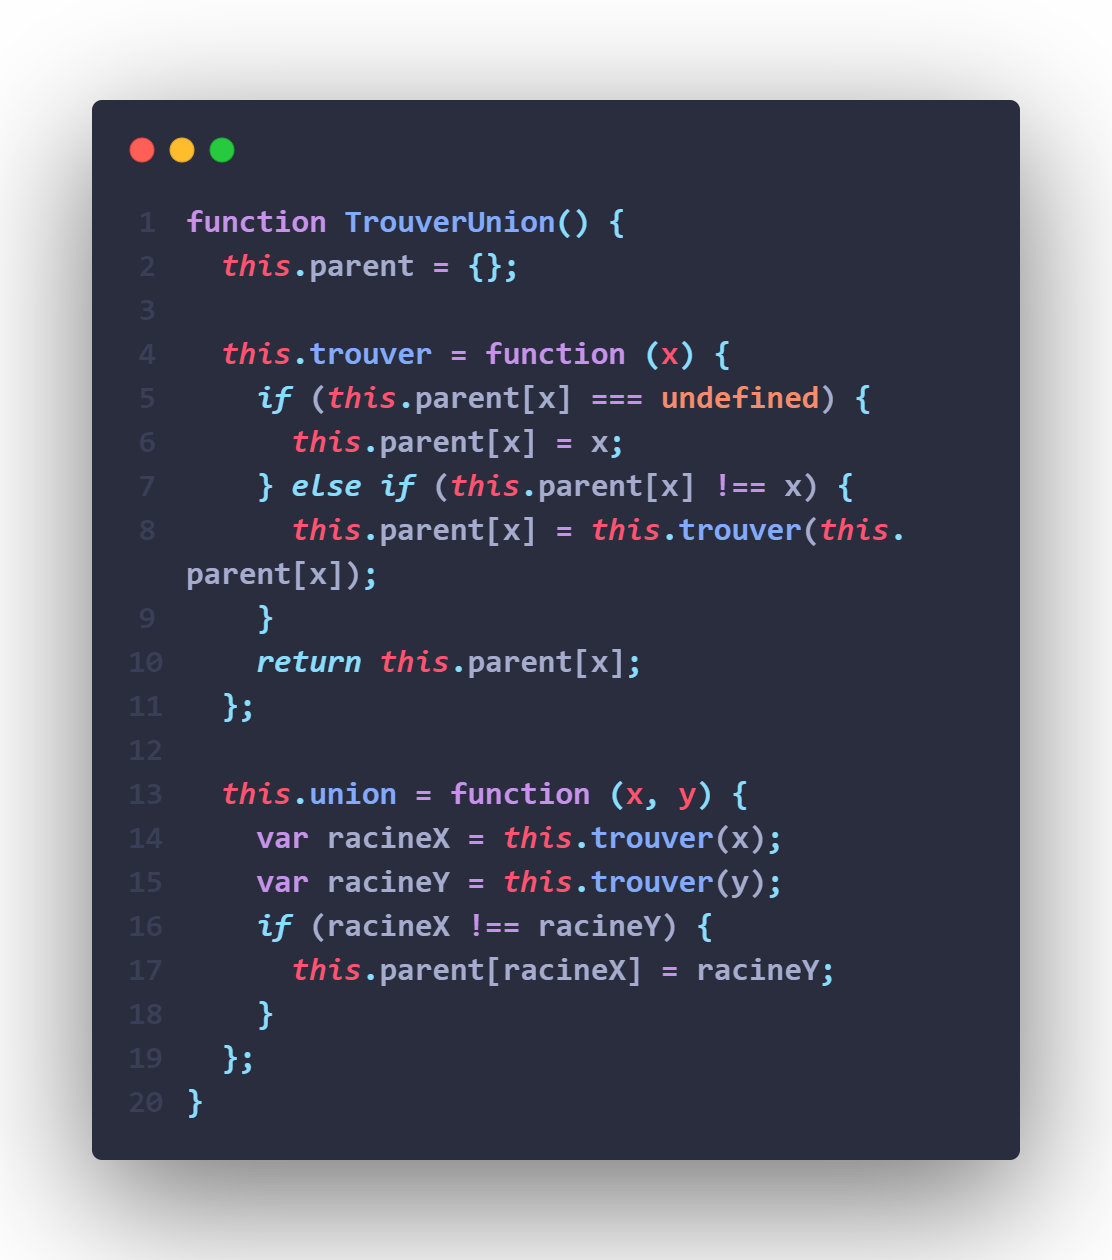 1 function TrouverUnion() {
2   this.parent = {};
3
4   this.trouver = function (x) {
5     if (this.parent[x] === undefined) {
6       this.parent[x] = x;
7     } else if (this.parent[x] !== x) {
8       this.parent[x] = this.trouver(this.
parent[x]);
9     }
10     return this.parent[x];
11   };
12
13   this.union = function (x, y) {
14     var racineX = this.trouver(x);
15     var racineY = this.trouver(y);
16     if (racineX !== racineY) {
17       this.parent[racineX] = racineY;
18     }
19   };
20 }